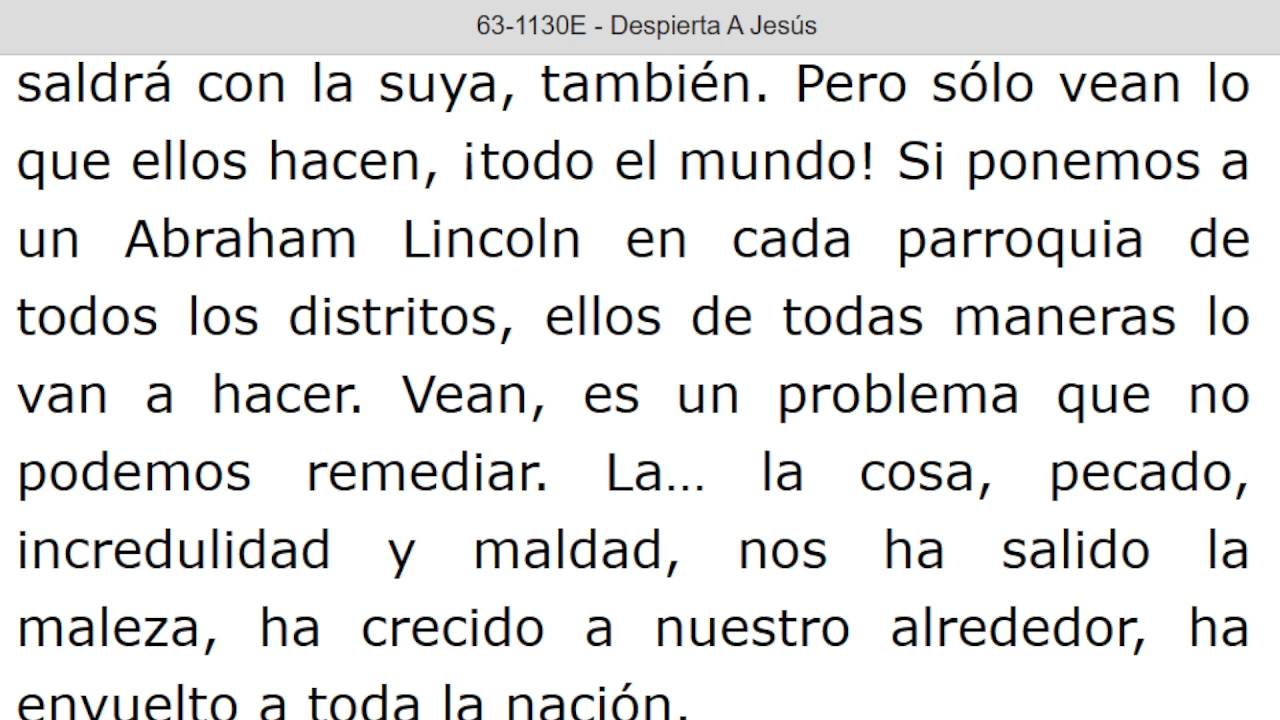 63-1130E - Despierta A Jesús
saldrá con la suya, también. Pero sólo vean lo
que ellos hacen, ¡todo el mundo! Si ponemos a
un Abraham Lincoln en cada parroquia de
todos los distritos, ellos de todas maneras lo
van a hacer. Vean, es un problema que no
podemos remediar. La... la cosa, pecado,
incredulidad y maldad, nos ha salido la
maleza, ha crecido a nuestro alrededor, ha
envuelto a toda la nación.